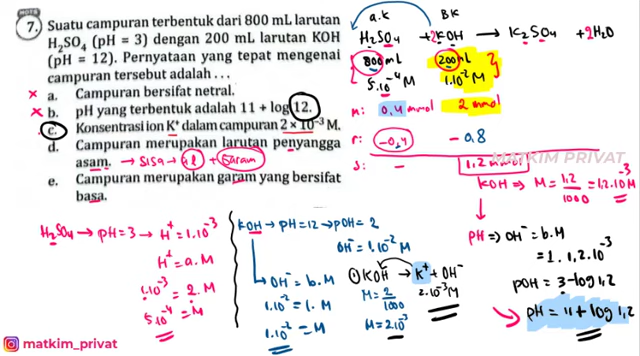 NOTE
7. Suatu campuran terbentuk dari 800 mL larutan
H₂SO₄ (pH = 3) dengan 200 mL larutan KOH
(pH = 12). Pernyataan yang tepat mengenai
campuran tersebut adalah . . .
x a. Campuran bersifat netral.
x b. pH yang terbentuk adalah 11 + log 12.
c. Konsentrasi ion K⁺ dalam campuran 2 × 10⁻³ M.
d. Campuran merupakan larutan penyangga
asam. → sisa → a.l + Garam
e. Campuran merupakan garam yang bersifat
basa.
a.k BK
H₂SO₄ + 2KOH → K₂SO₄ + 2H₂O
800 mL 200 mL
5.10⁻⁴ M 1.10⁻² M
M: 0,4 mmol 2 mmol
r: -0,4 -0,8
S: - 1,2 mmol
MATKIM PRIVAT
KOH ⇒ M = 1,2/1000 = 1,2.10⁻³ M
pH ⇒ OH⁻ = b.M
= 1.1,2.10⁻³
pOH = 3 - log 1,2
pH = 11 + log 1,2
H₂SO₄ → pH = 3 → H⁺ = 1.10⁻³
H⁺ = a.M
1.10⁻³ = 2.M
5.10⁻⁴ = M
KOH → pH = 12 → pOH = 2
OH⁻ = 1.10⁻² M
→ OH⁻ = b.M
1.10⁻² = 1.M
1.10⁻² = M
① KOH → K⁺ + OH⁻
M = 2/1000 2.10⁻³ M
M = 2.10⁻³
matkim_privat